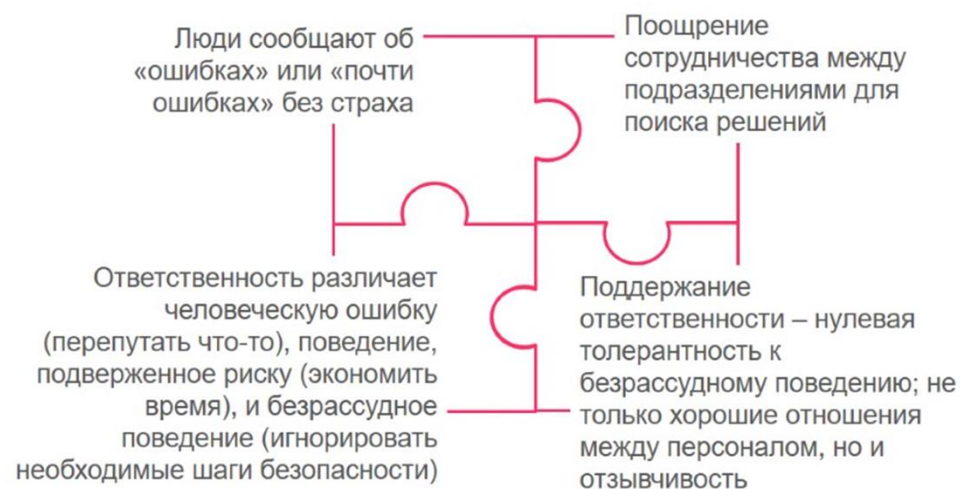 Люди сообщают об
«ошибках» или «почти
ошибках» без страха
Поощрение
сотрудничества между
подразделениями для
поиска решений
Ответственность различает
человеческую ошибку
(перепутать что-то), поведение,
подверженное риску (экономить
время), и безрассудное
поведение (игнорировать
необходимые шаги безопасности)
Поддержание
ответственности – нулевая
толерантность к
безрассудному поведению; не
только хорошие отношения
между персоналом, но и
отзывчивость